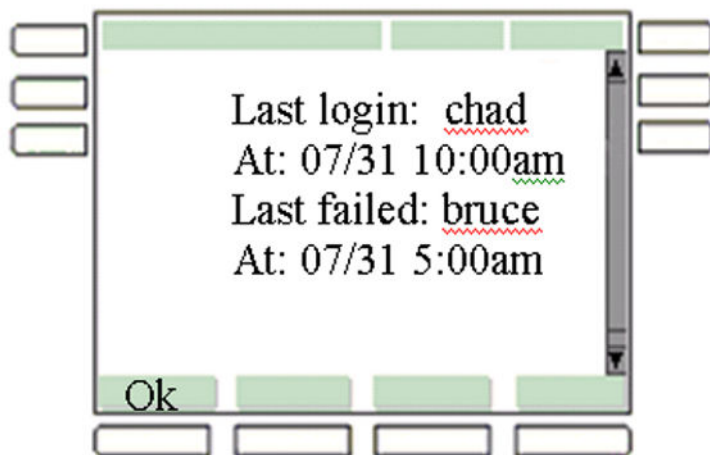 Last login: chad
At: 07/31 10:00am
Last failed: bruce
At: 07/31 5:00am
Ok